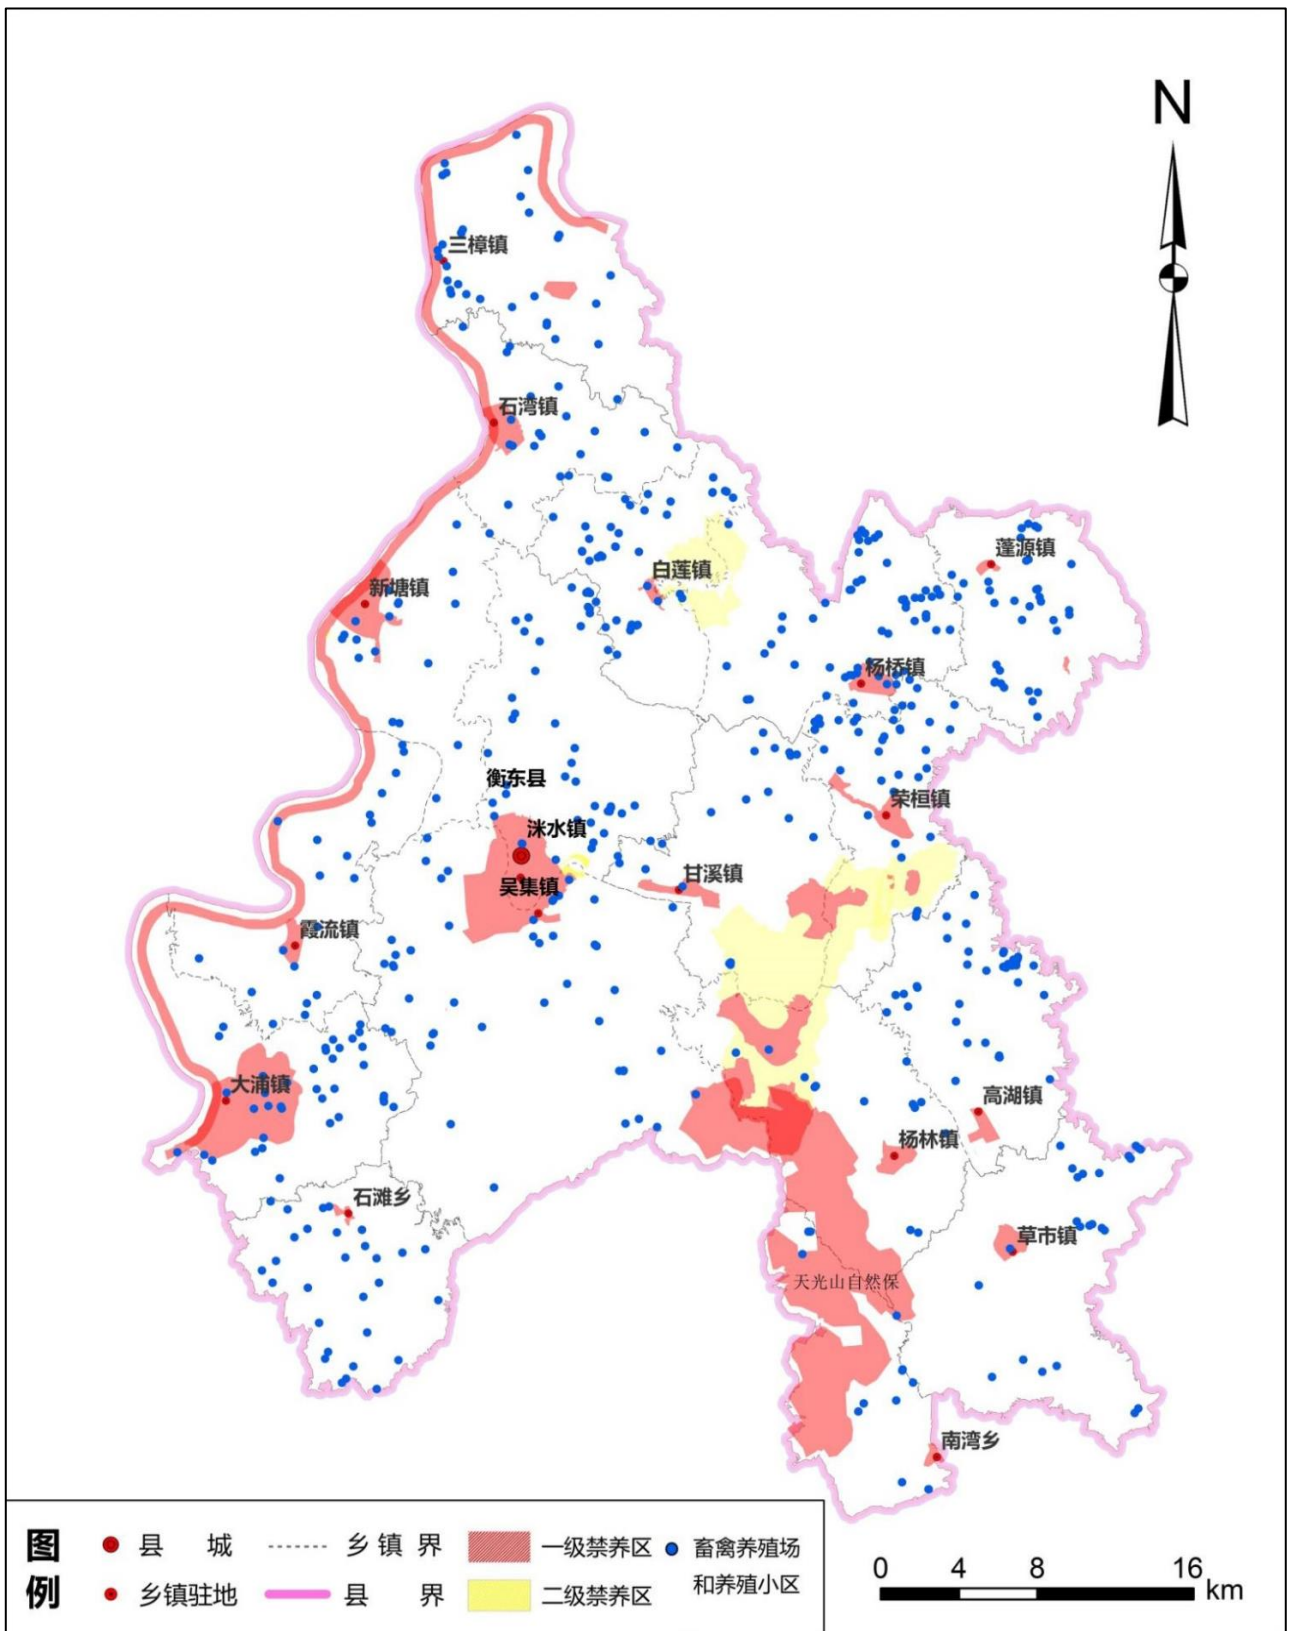 N
三樟镇
石湾镇
蓬源镇
白莲镇
新塘镇
杨桥镇
衡东县
荣桓镇
洣水镇
甘溪镇
吴集镇
霞流镇
大浦镇
高湖镇
杨林镇
石滩乡
草市镇
天光山自然保
南湾乡
图例
县 城
乡镇界
一级禁养区
畜禽养殖场
和养殖小区
乡镇驻地
县 界
二级禁养区
0 4 8 16
km